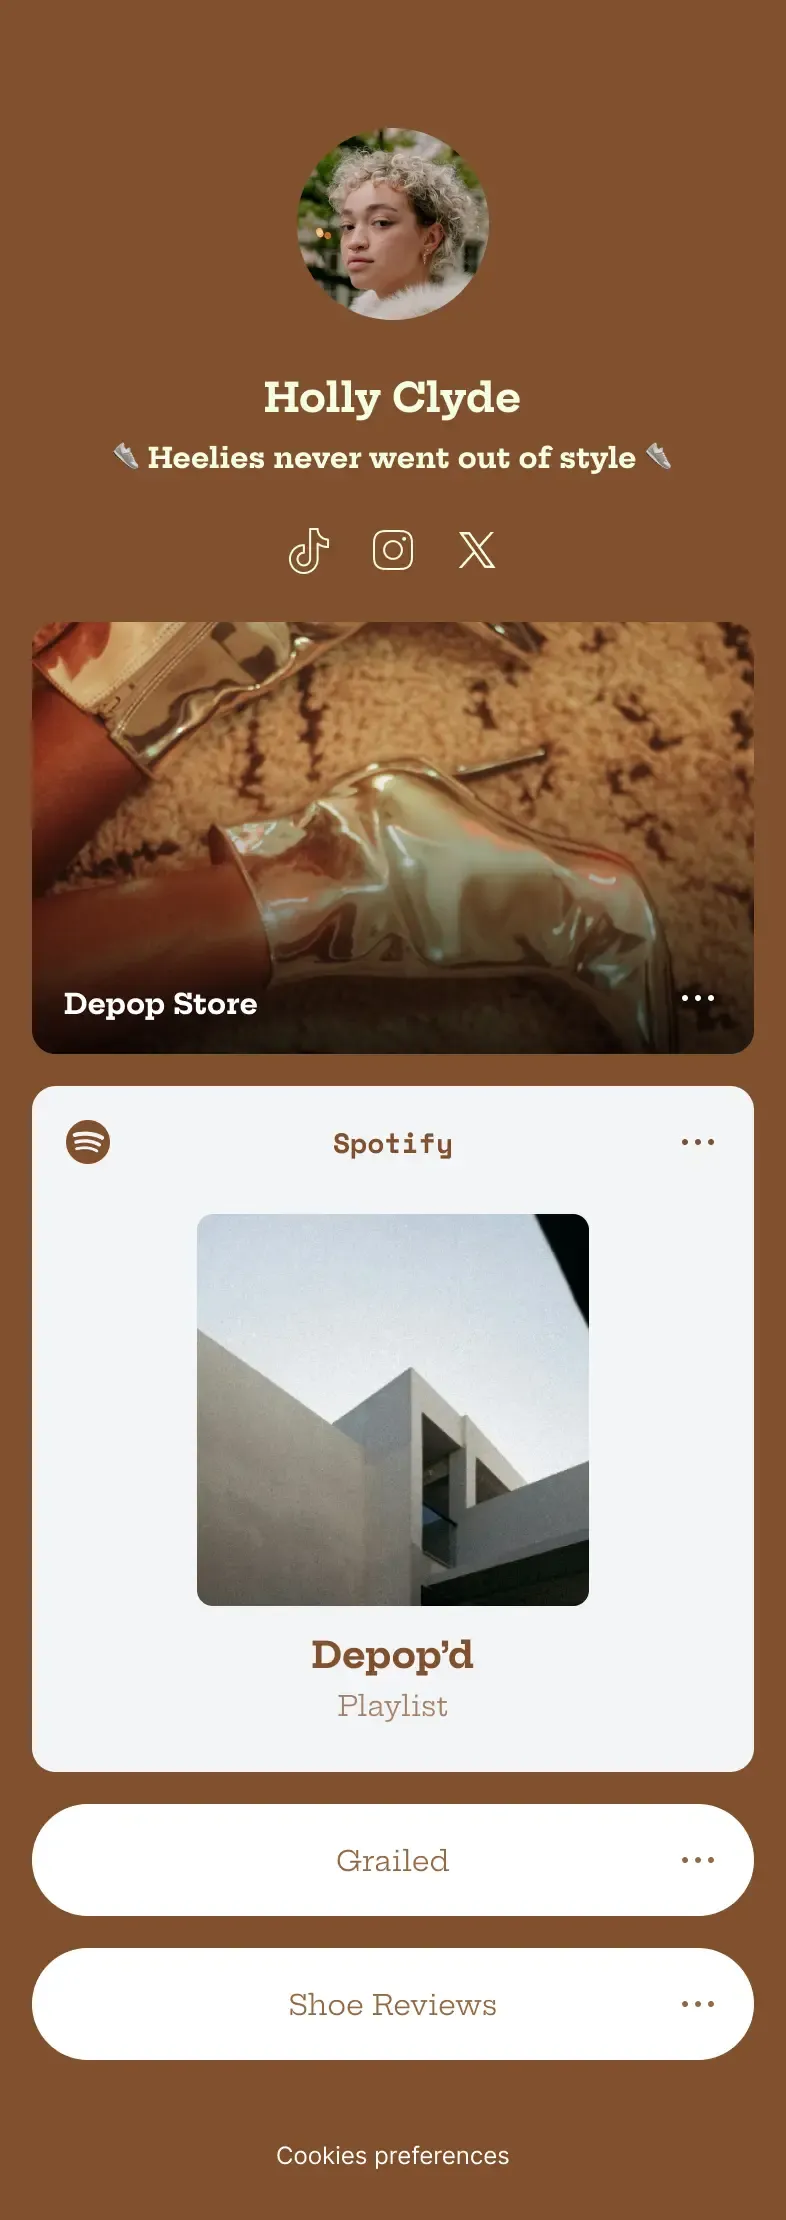 Holly Clyde
👟 Heelies never went out of style 👟
Depop Store
Spotify
Depop’d
Playlist
Grailed
Shoe Reviews
Cookies preferences